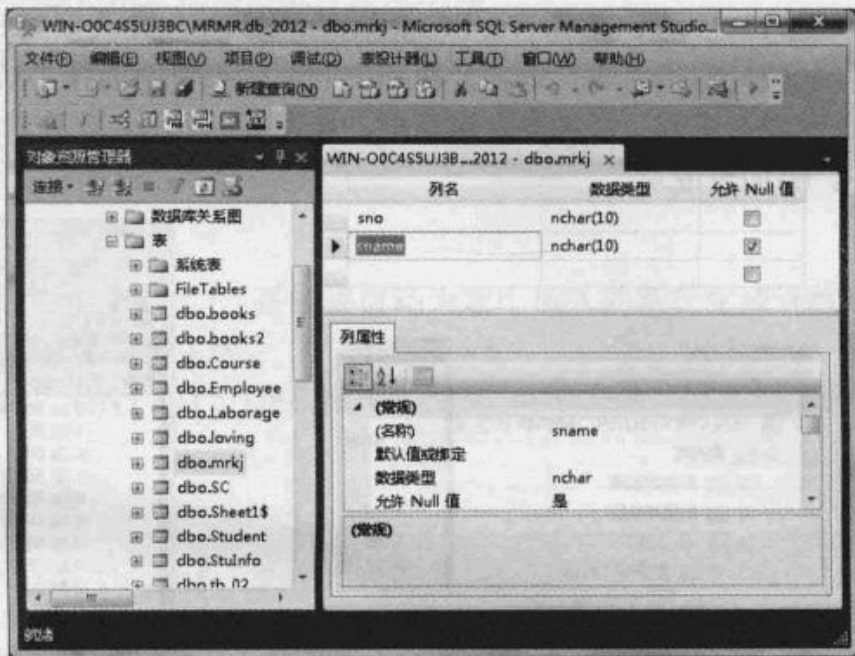 WIN-O0C4S5UJ3BC\MRMR.db_2012 - dbo.mrkj - Microsoft SQL Server Management Studio...
文件(F) 编辑(E) 视图(V) 项目(P) 调试(D) 表设计器(L) 工具(T) 窗口(W) 帮助(H)
新建查询(N)
对象资源管理器
连接
数据库关系图
表
系统表
FileTables
dbo.books
dbo.books2
dbo.Course
dbo.Employee
dbo.Laborage
dbo.loving
dbo.mrkj
dbo.SC
dbo.Sheet1$
dbo.Student
dbo.StuInfo
dbo.tb_02
WIN-O0C4S5UJ3B...2012 - dbo.mrkj
列名 数据类型 允许 Null 值
sno nchar(10)
sname nchar(10)
列属性
(常规)
(名称) sname
默认值或绑定
数据类型 nchar
允许 Null 值 是
(常规)
就绪